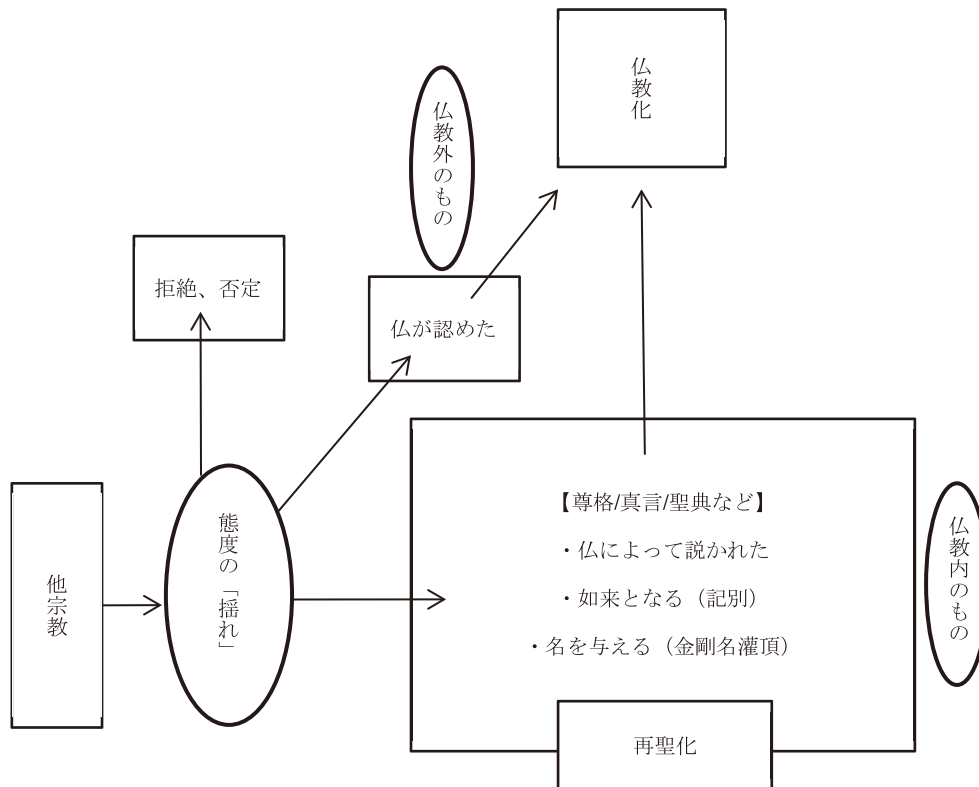 仏教化
仏教外のもの
拒絶、否定
仏が認めた
他宗教
態度の「揺れ」
【尊格/真言/聖典など】
・仏によって説かれた
・如来となる（記別）
・名を与える（金剛名灌頂）
仏教内のもの
再聖化